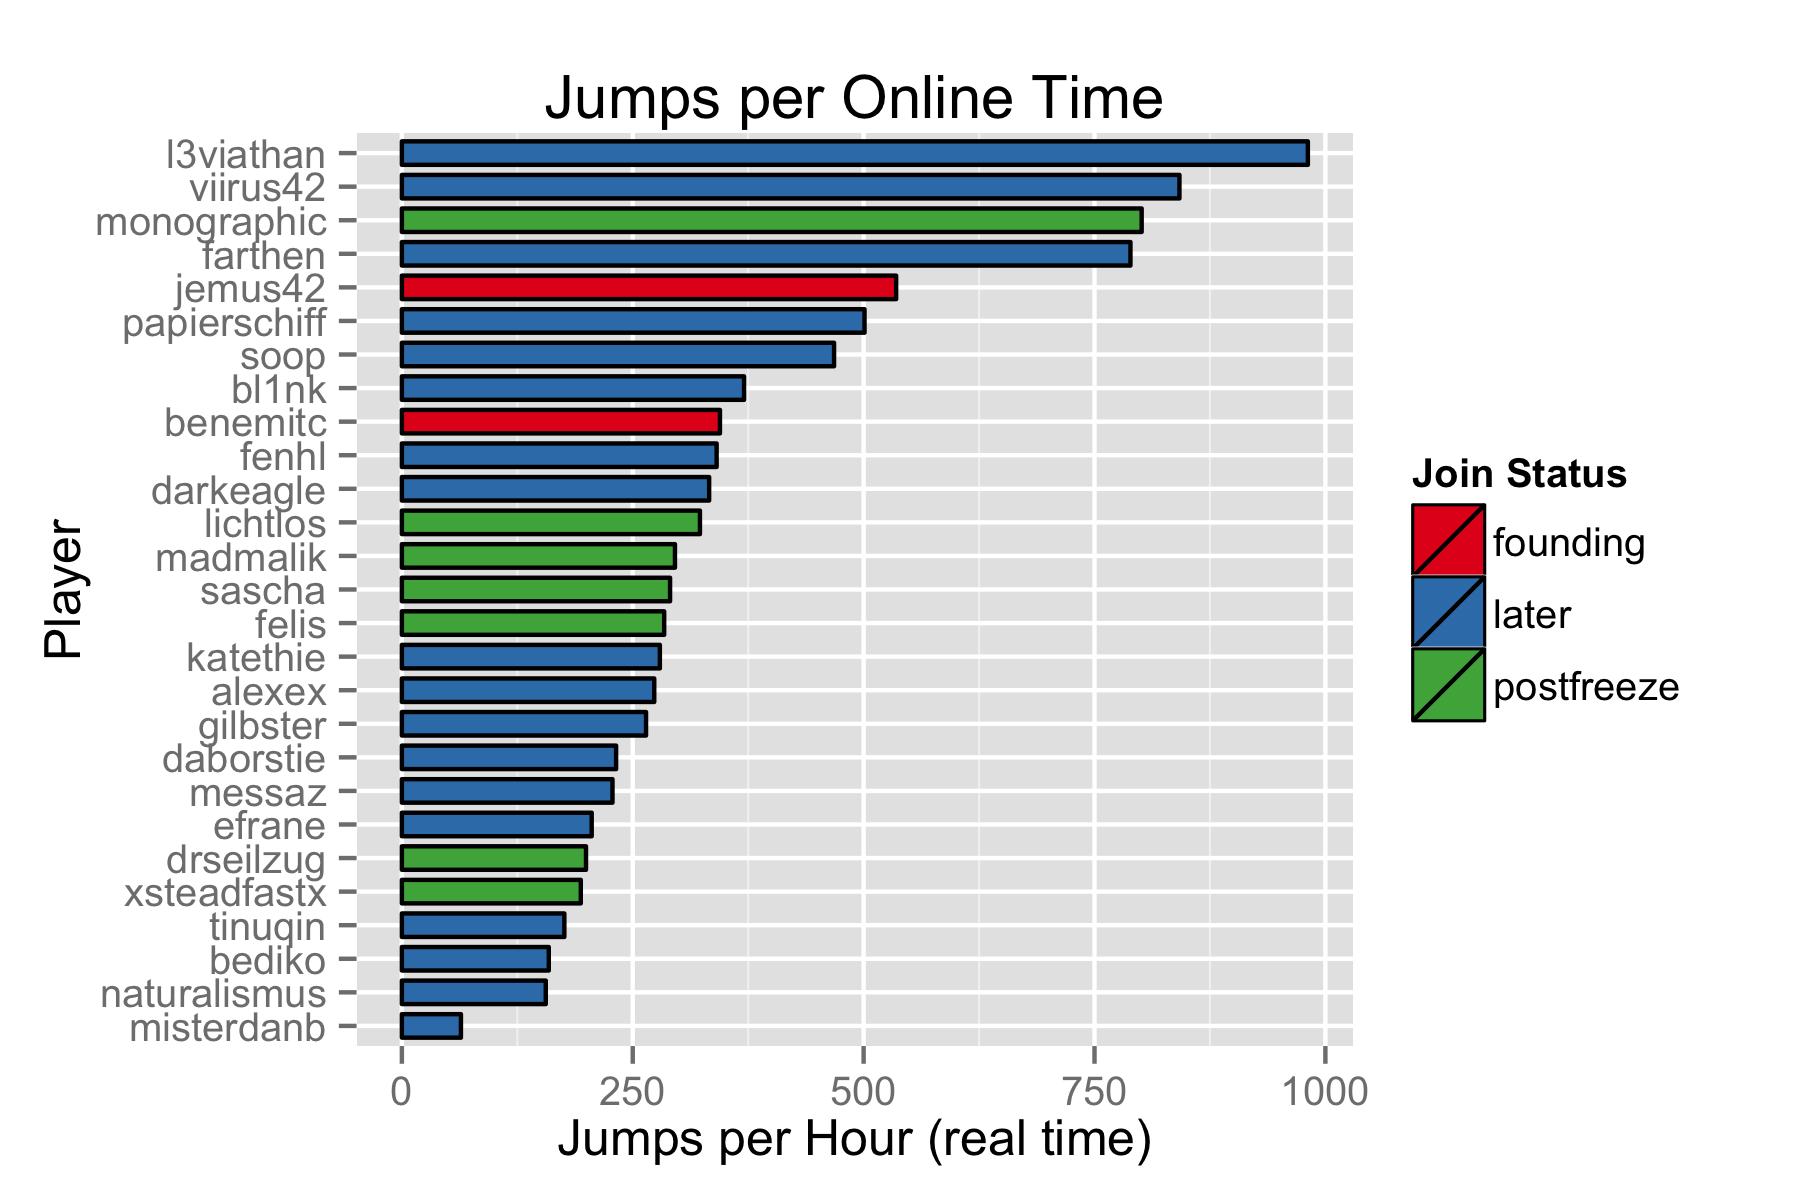 Jumps per Online Time
l3viathan
viirus42
monographic
farthen
jemus42
papierschiff
soop
bl1nk
benemitc
fenhl
darkeagle
lichtlos
madmalik
sascha
felis
katethie
alexex
gilbster
daborstie
messaz
efrane
drseilzug
xsteadfastx
tinuqin
bediko
naturalismus
misterdanb
Player
0 250 500 750 1000
Jumps per Hour (real time)
Join Status
founding
later
postfreeze